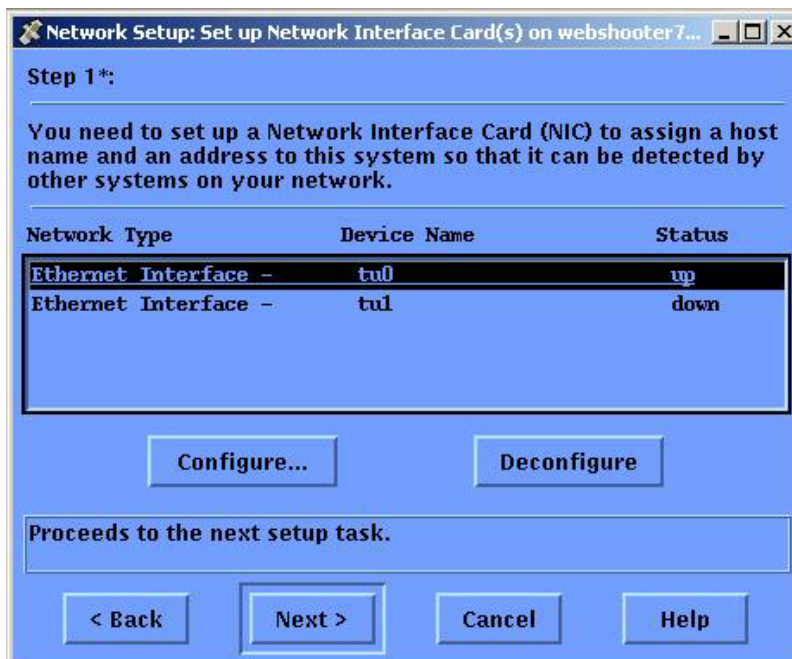 Network Setup: Set up Network Interface Card(s) on webshooter7...
Step 1*:
You need to set up a Network Interface Card (NIC) to assign a host
name and an address to this system so that it can be detected by
other systems on your network.
Network Type Device Name Status
Ethernet Interface - tu0 up
Ethernet Interface - tu1 down
Configure... Deconfigure
Proceeds to the next setup task.
< Back Next > Cancel Help